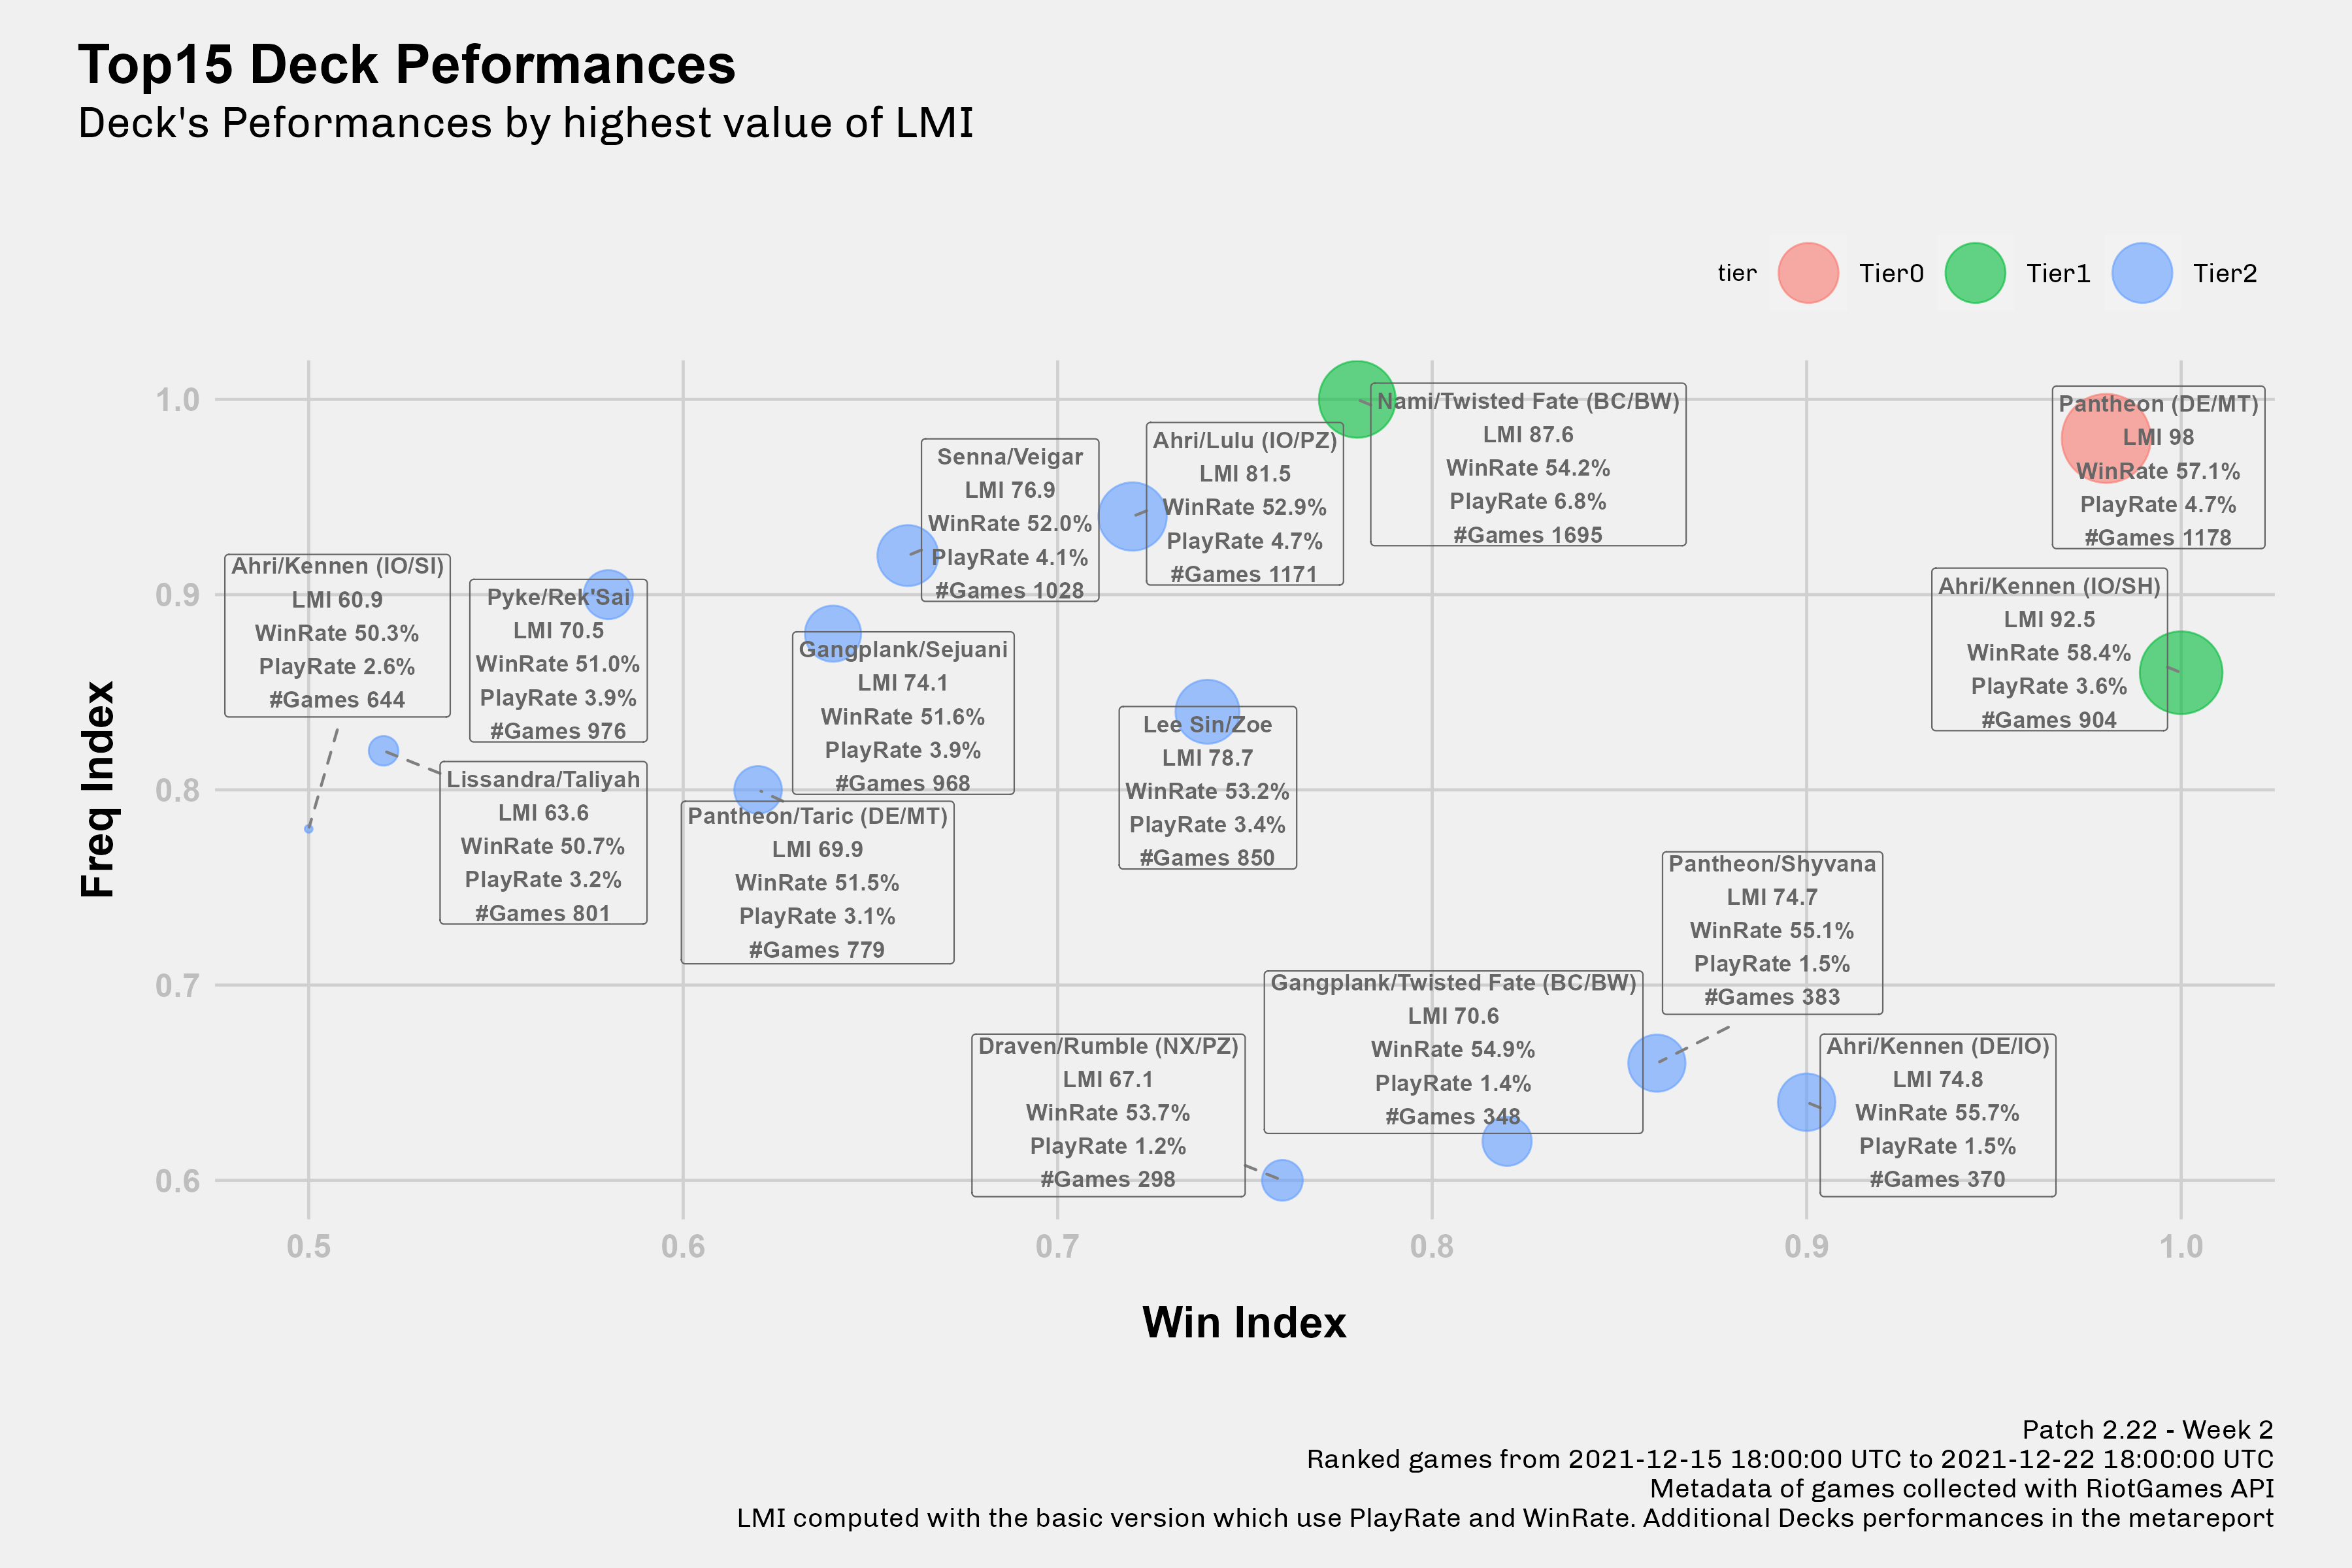 Top15 Deck Peformances
Deck's Peformances by highest value of LMI
tier Tier0 Tier1 Tier2
Freq Index
1.0
0.9
0.8
0.7
0.6
Nami/Twisted Fate (BC/BW)
LMI 87.6
WinRate 54.2%
PlayRate 6.8%
#Games 1695
Pantheon (DE/MT)
LMI 98
WinRate 57.1%
PlayRate 4.7%
#Games 1178
Ahri/Lulu (IO/PZ)
LMI 81.5
WinRate 52.9%
PlayRate 4.7%
#Games 1171
Senna/Veigar
LMI 76.9
WinRate 52.0%
PlayRate 4.1%
#Games 1028
Ahri/Kennen (IO/SI)
LMI 60.9
WinRate 50.3%
PlayRate 2.6%
#Games 644
Pyke/Rek'Sai
LMI 70.5
WinRate 51.0%
PlayRate 3.9%
#Games 976
Ahri/Kennen (IO/SH)
LMI 92.5
WinRate 58.4%
PlayRate 3.6%
#Games 904
Gangplank/Sejuani
LMI 74.1
WinRate 51.6%
PlayRate 3.9%
#Games 968
Lee Sin/Zoe
LMI 78.7
WinRate 53.2%
PlayRate 3.4%
#Games 850
Lissandra/Taliyah
LMI 63.6
WinRate 50.7%
PlayRate 3.2%
#Games 801
Pantheon/Taric (DE/MT)
LMI 69.9
WinRate 51.5%
PlayRate 3.1%
#Games 779
Pantheon/Shyvana
LMI 74.7
WinRate 55.1%
PlayRate 1.5%
#Games 383
Gangplank/Twisted Fate (BC/BW)
LMI 70.6
WinRate 54.9%
PlayRate 1.4%
#Games 348
Draven/Rumble (NX/PZ)
LMI 67.1
WinRate 53.7%
PlayRate 1.2%
#Games 298
Ahri/Kennen (DE/IO)
LMI 74.8
WinRate 55.7%
PlayRate 1.5%
#Games 370
0.5 0.6 0.7 0.8 0.9 1.0
Win Index
Patch 2.22 - Week 2
Ranked games from 2021-12-15 18:00:00 UTC to 2021-12-22 18:00:00 UTC
Metadata of games collected with RiotGames API
LMI computed with the basic version which use PlayRate and WinRate. Additional Decks performances in the metareport